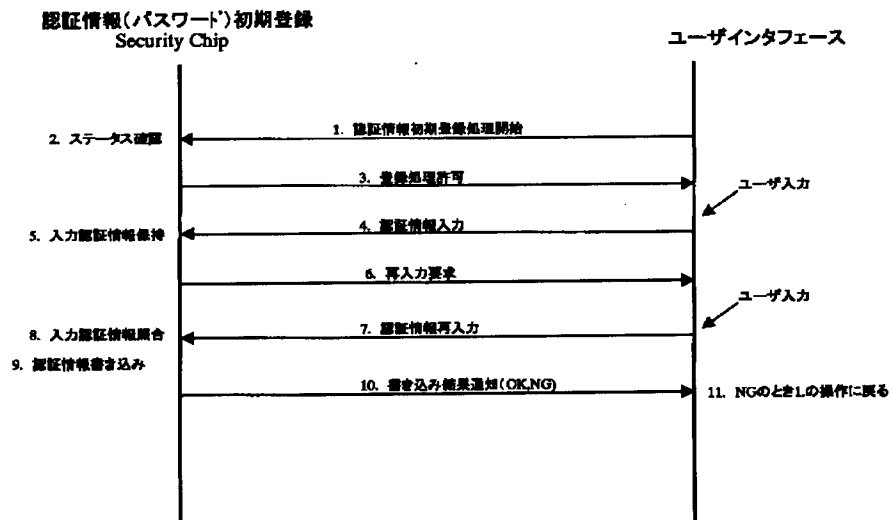 認証情報(パスワード)初期登録
Security Chip
ユーザインタフェース
1. 認証情報初期登録処理開始
2. ステータス確認
3. 登録処理許可
ユーザ入力
4. 認証情報入力
5. 入力認証情報保持
6. 再入力要求
ユーザ入力
7. 認証情報再入力
8. 入力認証情報照合
9. 認証情報書き込み
10. 書き込み結果通知(OK,NG)
11. NGのとき1.の操作に戻る